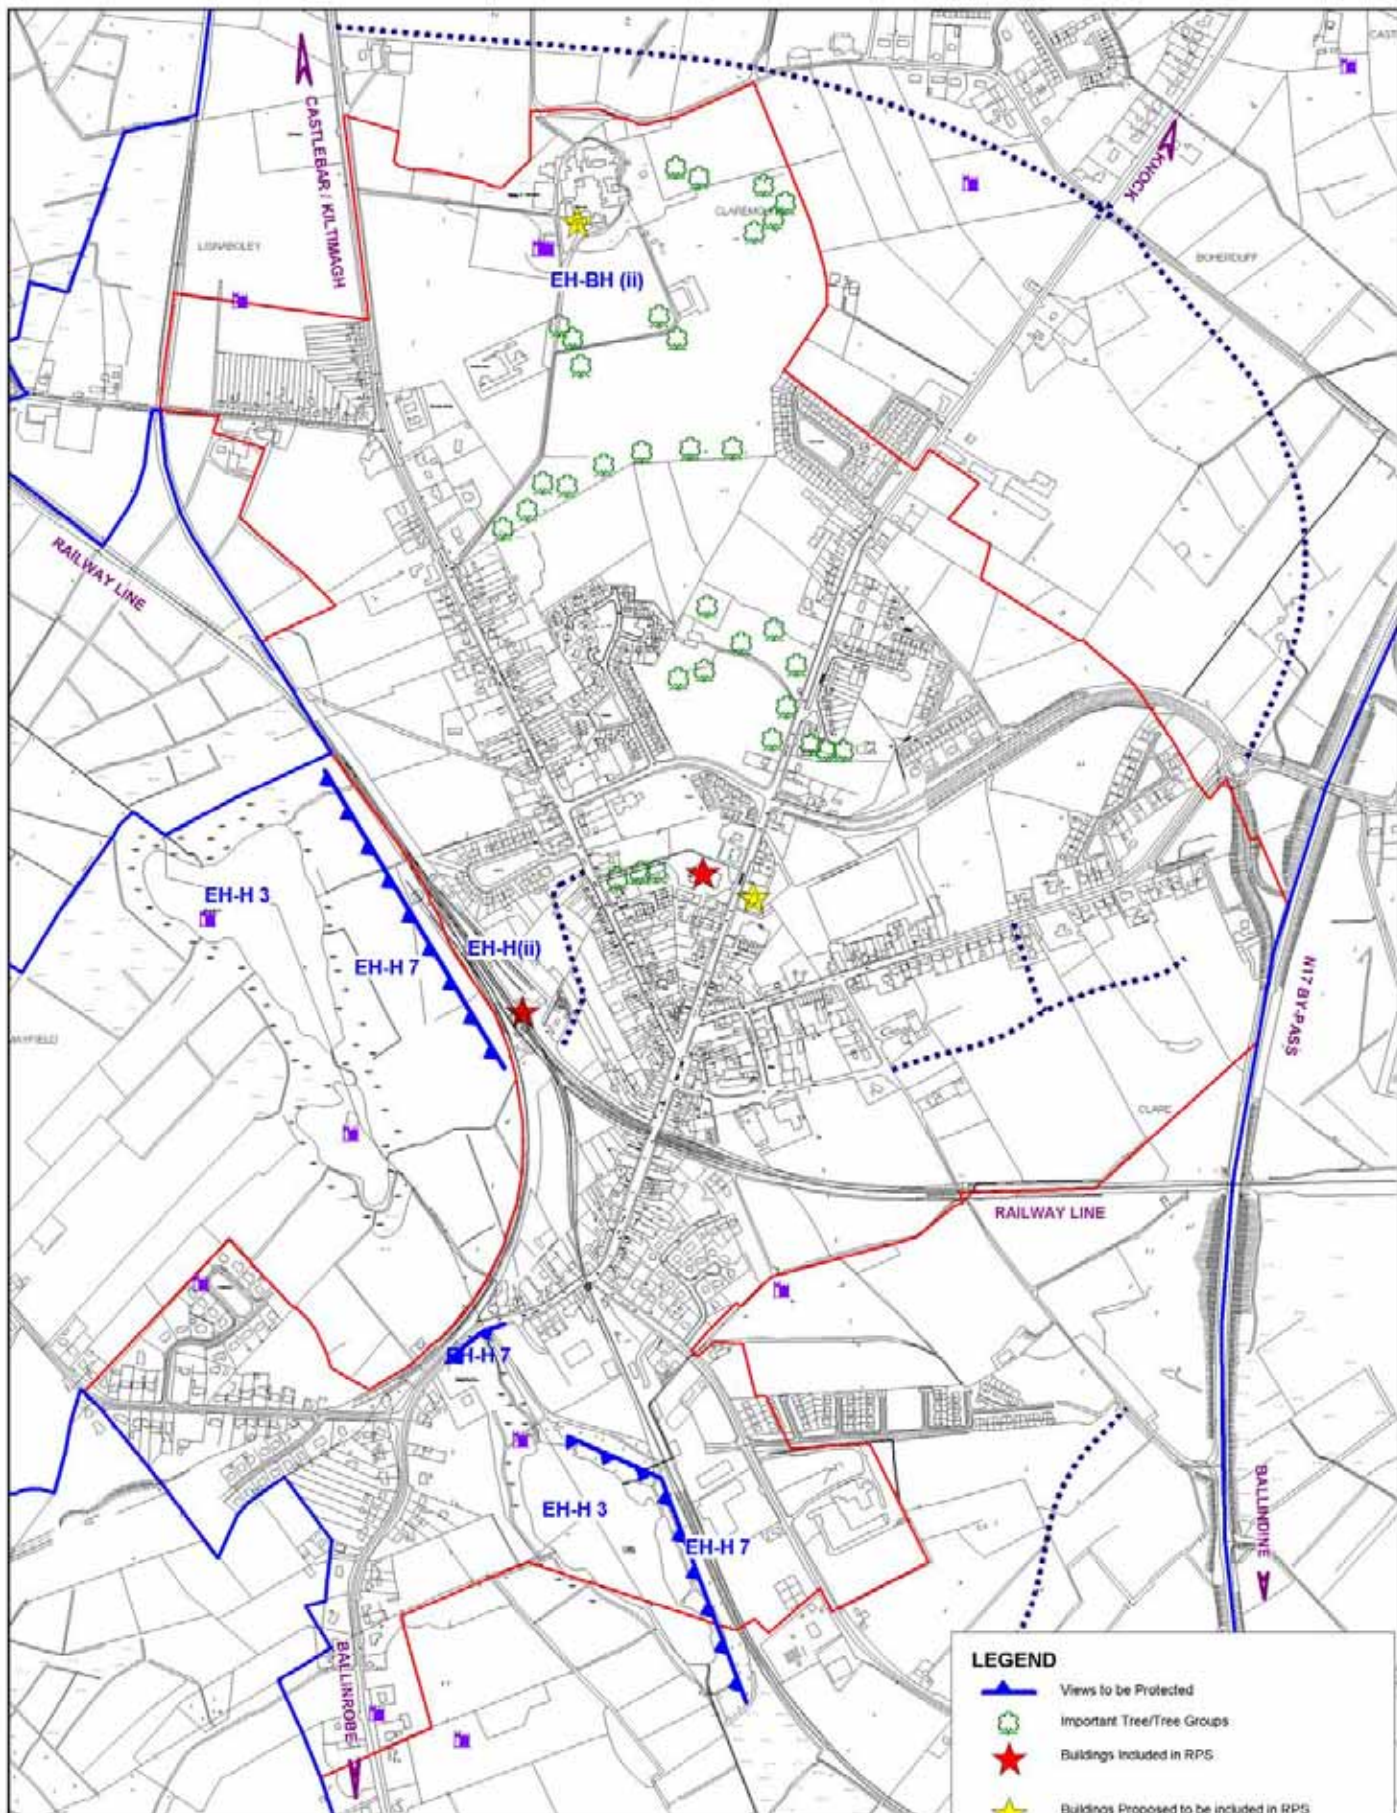 CASTLEBAR / KILTIMAGH
KNOCK
LISNABOLEY
EH-BH (ii)
BOHERDUFF
RAILWAY LINE
EH-H 3
EH-H 7
EH-H(ii)
N17 BY-PASS
CLARE
RAILWAY LINE
EH-H 7
EH-H 3
EH-H 7
BALLINDINE
BALLINROBE
LEGEND
Views to be Protected
Important Tree/Tree Groups
Buildings Included in RPS
Buildings Proposed to be included in RPS